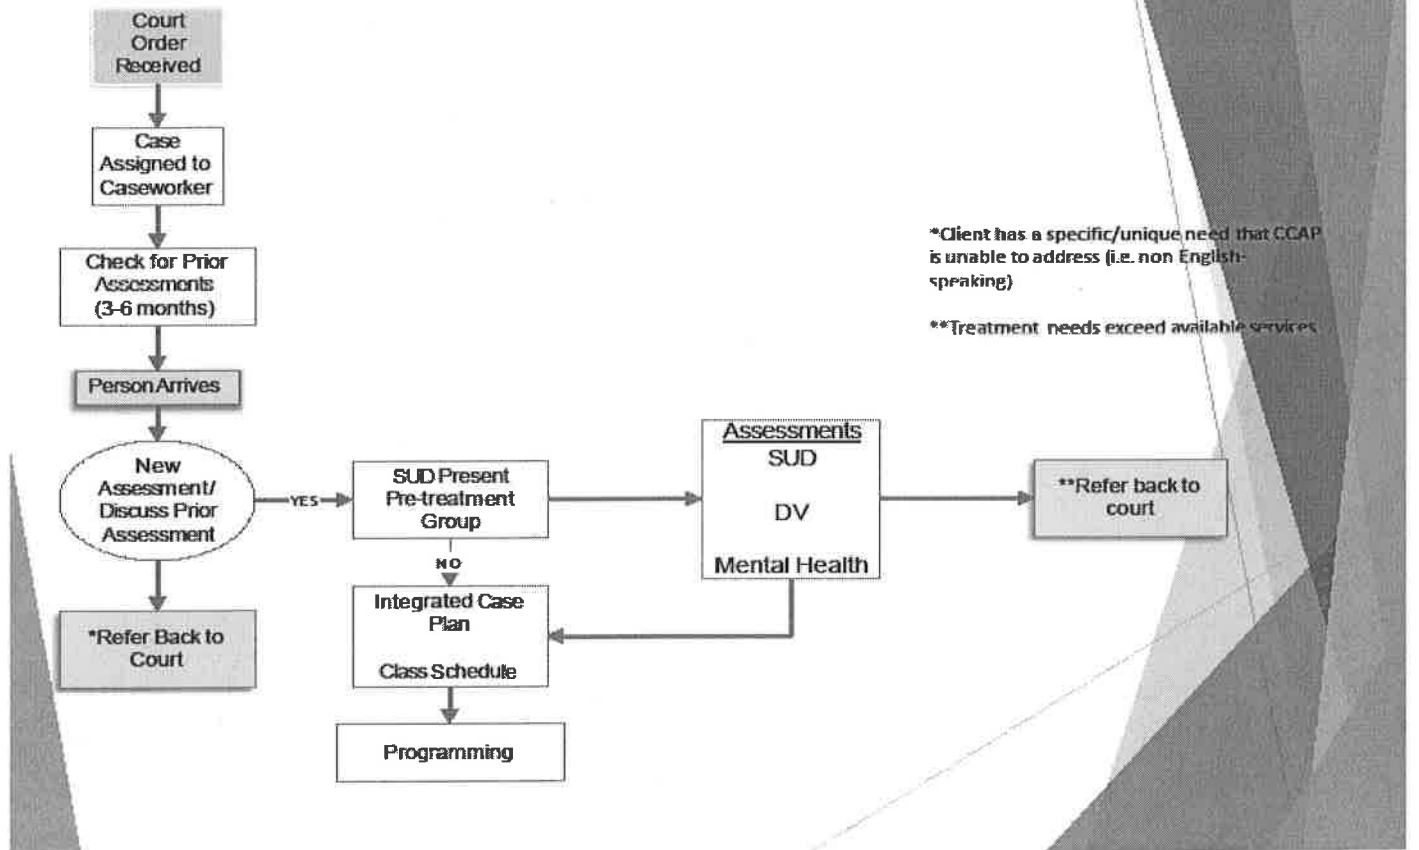 Court
Order
Received
Case
Assigned to
Caseworker
Check for Prior
Assessments
(3-6 months)
Person Arrives
New
Assessment/
Discuss Prior
Assessment
YES
SUD Present
Pre-treatment
Group
NO
Integrated Case
Plan
Class Schedule
Programming
*Refer Back to
Court
Assessments
SUD
DV
Mental Health
**Refer back to
court
*Client has a specific/unique need that CCAP
is unable to address (i.e. non English-
speaking)
**Treatment needs exceed available services